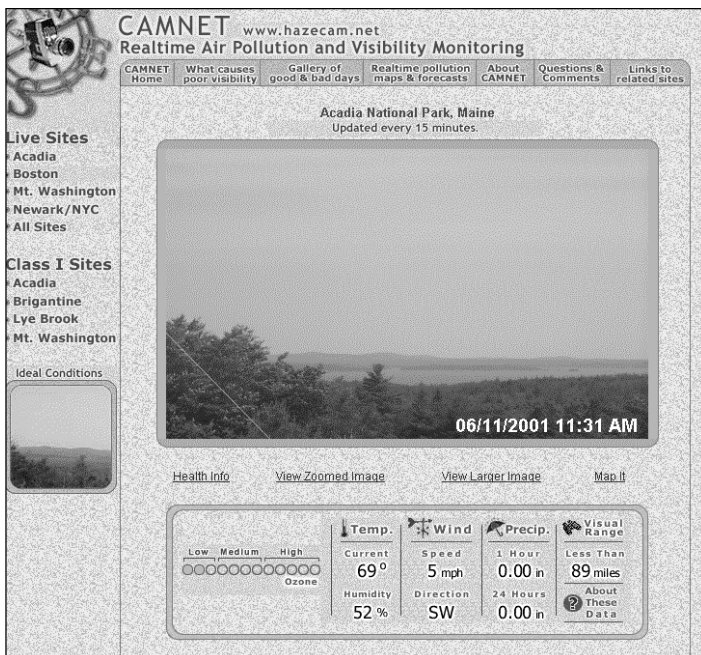 CAMNET www.hazecam.net
Realtime Air Pollution and Visibility Monitoring
CAMNET Home
What causes poor visibility
Gallery of good & bad days
Realtime pollution maps & forecasts
About CAMNET
Questions & Comments
Links to related sites
Live Sites
Acadia
Boston
Mt. Washington
Newark/NYC
All Sites
Class I Sites
Acadia
Brigantine
Lye Brook
Mt. Washington
Ideal Conditions
Acadia National Park, Maine
Updated every 15 minutes.
06/11/2001 11:31 AM
Health Info View Zoomed Image View Larger Image Map It
Low Medium High
Ozone
Temp.
Current
69°
Humidity
52 %
Wind
Speed
5 mph
Direction
SW
Precip.
1 Hour
0.00 in
24 Hours
0.00 in
Visual
Range
Less Than
89 miles
?
About
These
Data